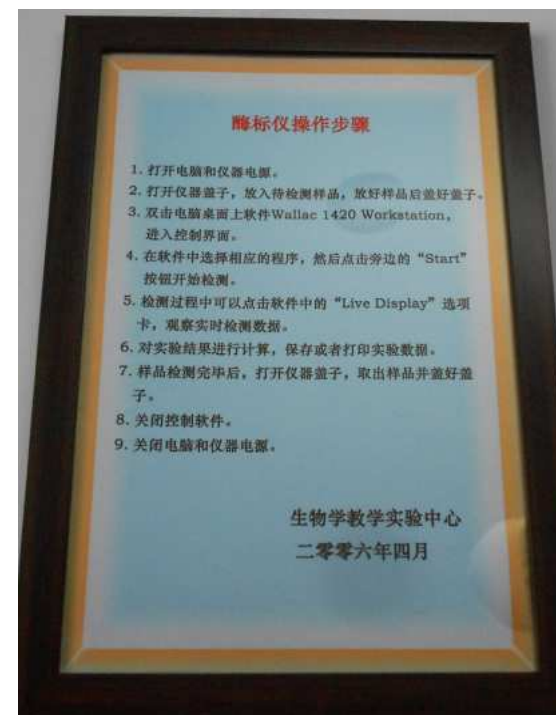 酶标仪操作步骤
1. 打开电脑和仪器电源。
2. 打开仪器盖子，放入待检测样品，放好样品后盖好盖子。
3. 双击电脑桌面上软件Wallac 1420 Workstation，
进入控制界面。
4. 在软件中选择相应的程序，然后点击旁边的“Start”
按钮开始检测。
5. 检测过程中可以点击软件中的“Live Display”选项
卡，观察实时检测数据。
6. 对实验结果进行计算，保存或者打印实验数据。
7. 样品检测完毕后，打开仪器盖子，取出样品并盖好盖
子。
8. 关闭控制软件。
9. 关闭电脑和仪器电源。
生物学教学实验中心
二零零六年四月